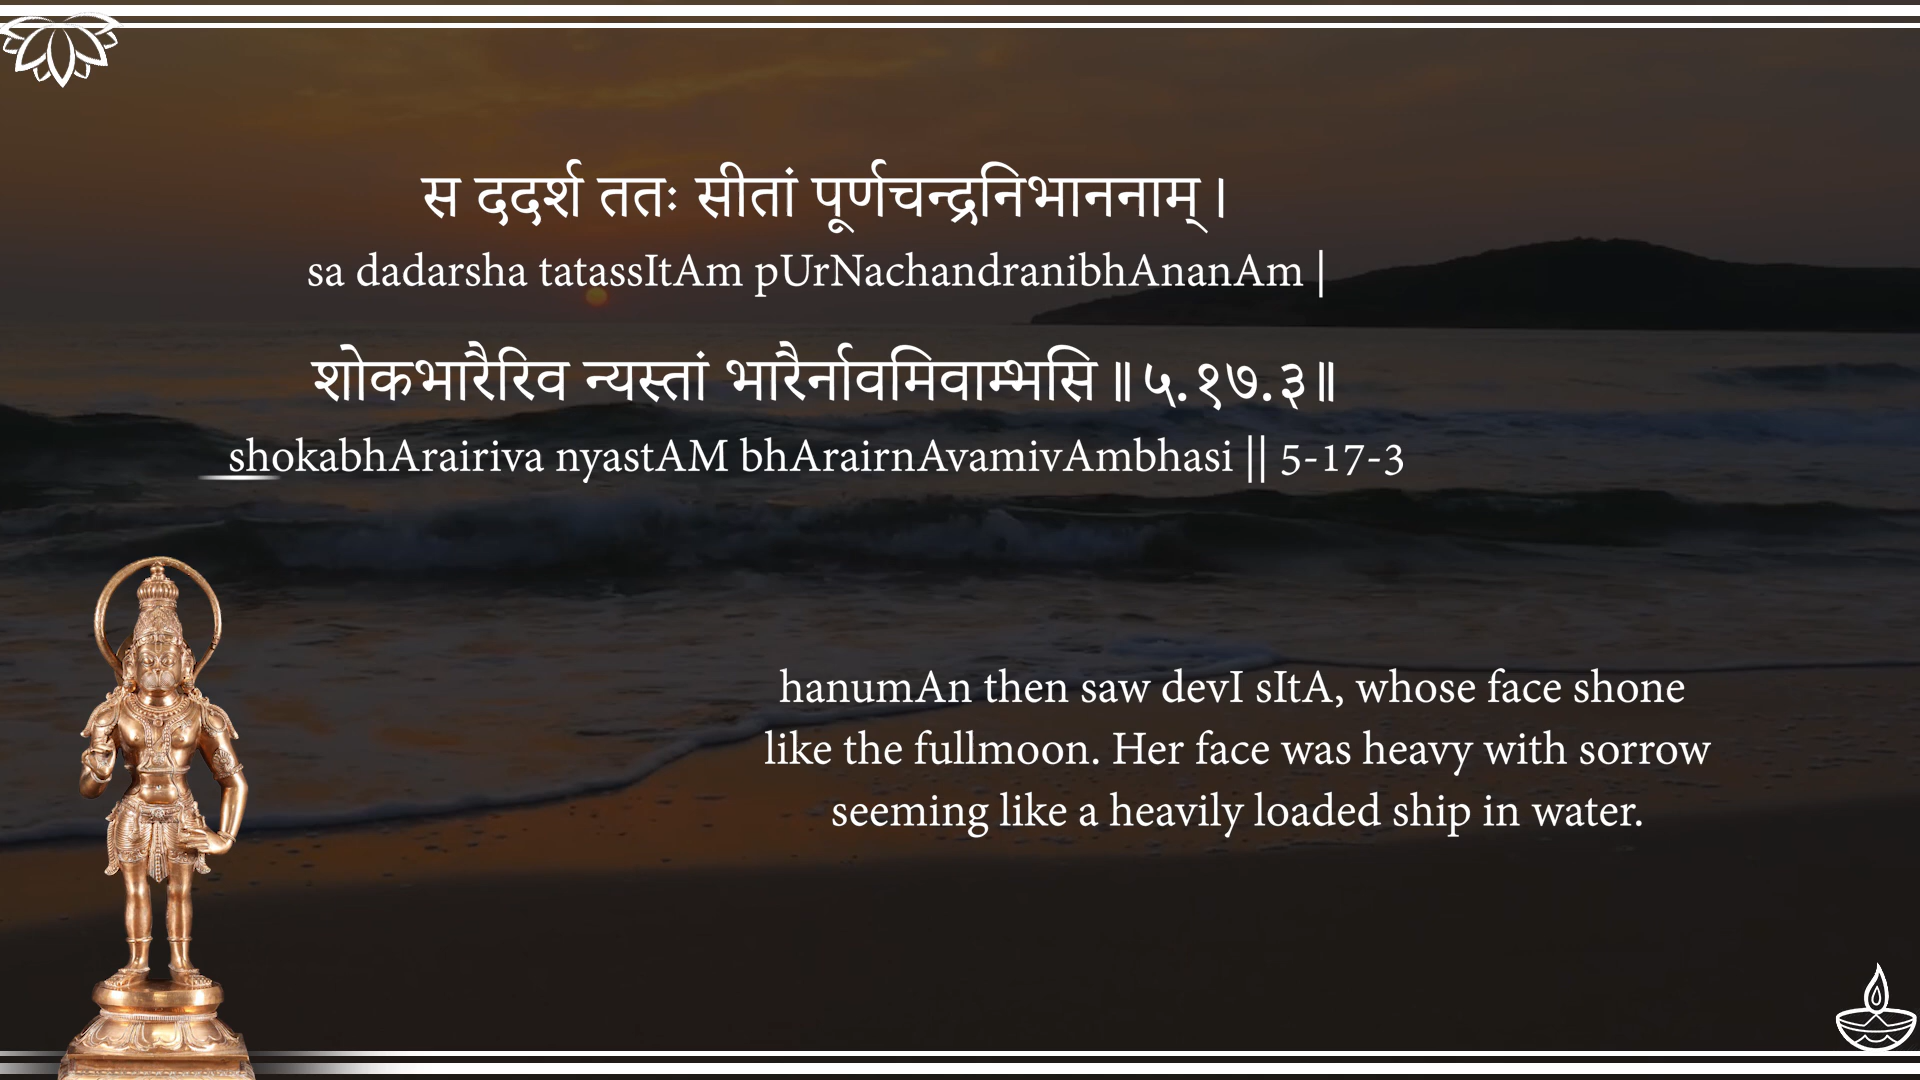 स ददर्श ततः सीतां पूर्णचन्द्रनिभाननाम् ।
sa dadarsha tatassItAm pUrNachandranibhAnanAm |
शोकभारैरिव न्यस्तां भारैर्नावमिवाम्भसि ॥ ५.१७.३॥
shokabhArairiva nyastAM bhArairnAvamivAmbhasi || 5-17-3
hanumAn then saw devI sItA, whose face shone
like the fullmoon. Her face was heavy with sorrow
seeming like a heavily loaded ship in water.